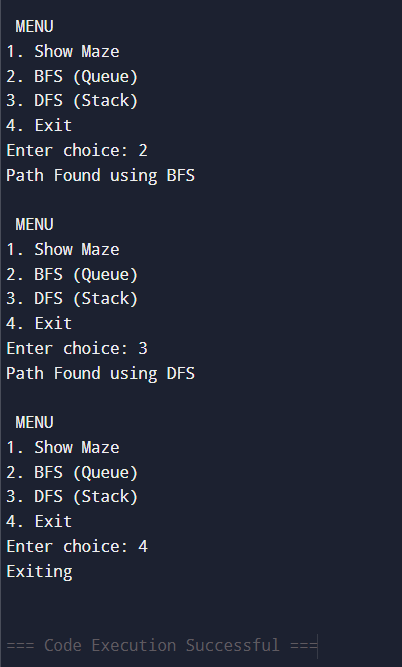 MENU
1. Show Maze
2. BFS (Queue)
3. DFS (Stack)
4. Exit
Enter choice: 2
Path Found using BFS
MENU
1. Show Maze
2. BFS (Queue)
3. DFS (Stack)
4. Exit
Enter choice: 3
Path Found using DFS
MENU
1. Show Maze
2. BFS (Queue)
3. DFS (Stack)
4. Exit
Enter choice: 4
Exiting
=== Code Execution Successful ===